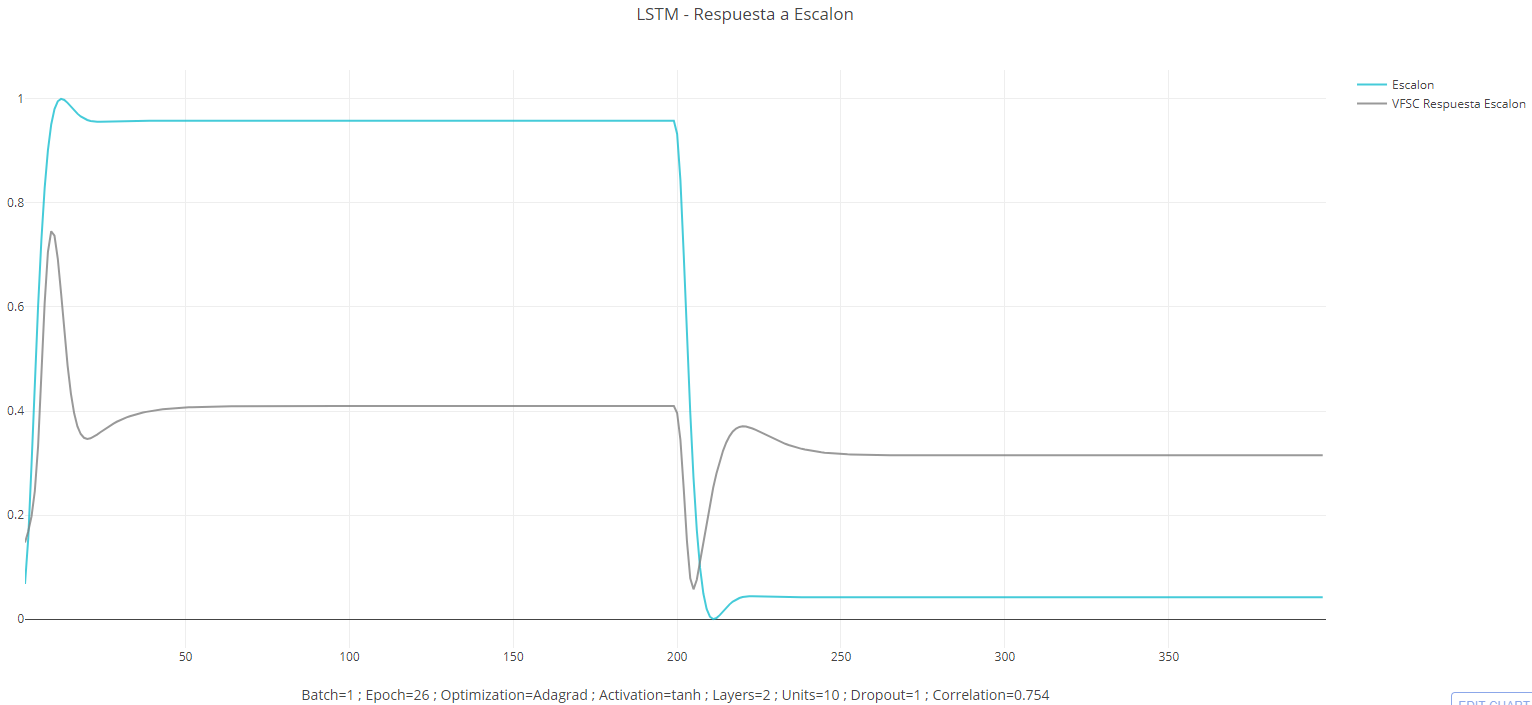 LSTM - Respuesta a Escalon
Escalon
VFSC Respuesta Escalon
1
0.8
0.6
0.4
0.2
0
50 100 150 200 250 300 350
Batch=1 ; Epoch=26 ; Optimization=Adagrad ; Activation=tanh ; Layers=2 ; Units=10 ; Dropout=1 ; Correlation=0.754
EDIT CHART